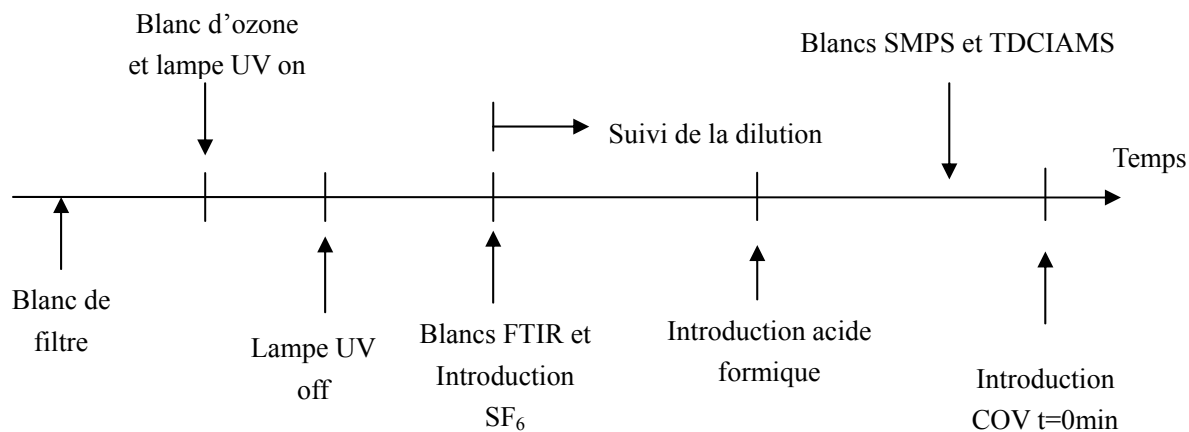 Blanc d’ozone
et lampe UV on
Blancs SMPS et TDCIAMS
Suivi de la dilution
Temps
Blanc de
filtre
Lampe UV
off
Blancs FTIR et
Introduction
SF₆
Introduction acide
formique
Introduction
COV t=0min